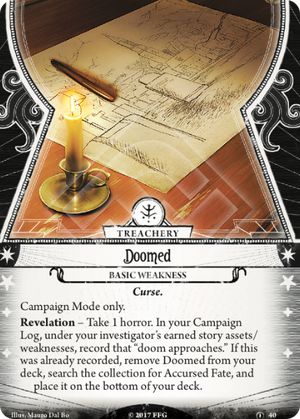 TREACHERY
Doomed
BASIC WEAKNESS
Curse.
Campaign Mode only.
Revelation – Take 1 horror. In your Campaign
Log, under your investigator's earned story assets/
weaknesses, record that "doom approaches." If this
was already recorded, remove Doomed from your
deck, search the collection for Accursed Fate, and
place it on the bottom of your deck.
Illus. Mauro Dal Bo
© 2017 FFG
40